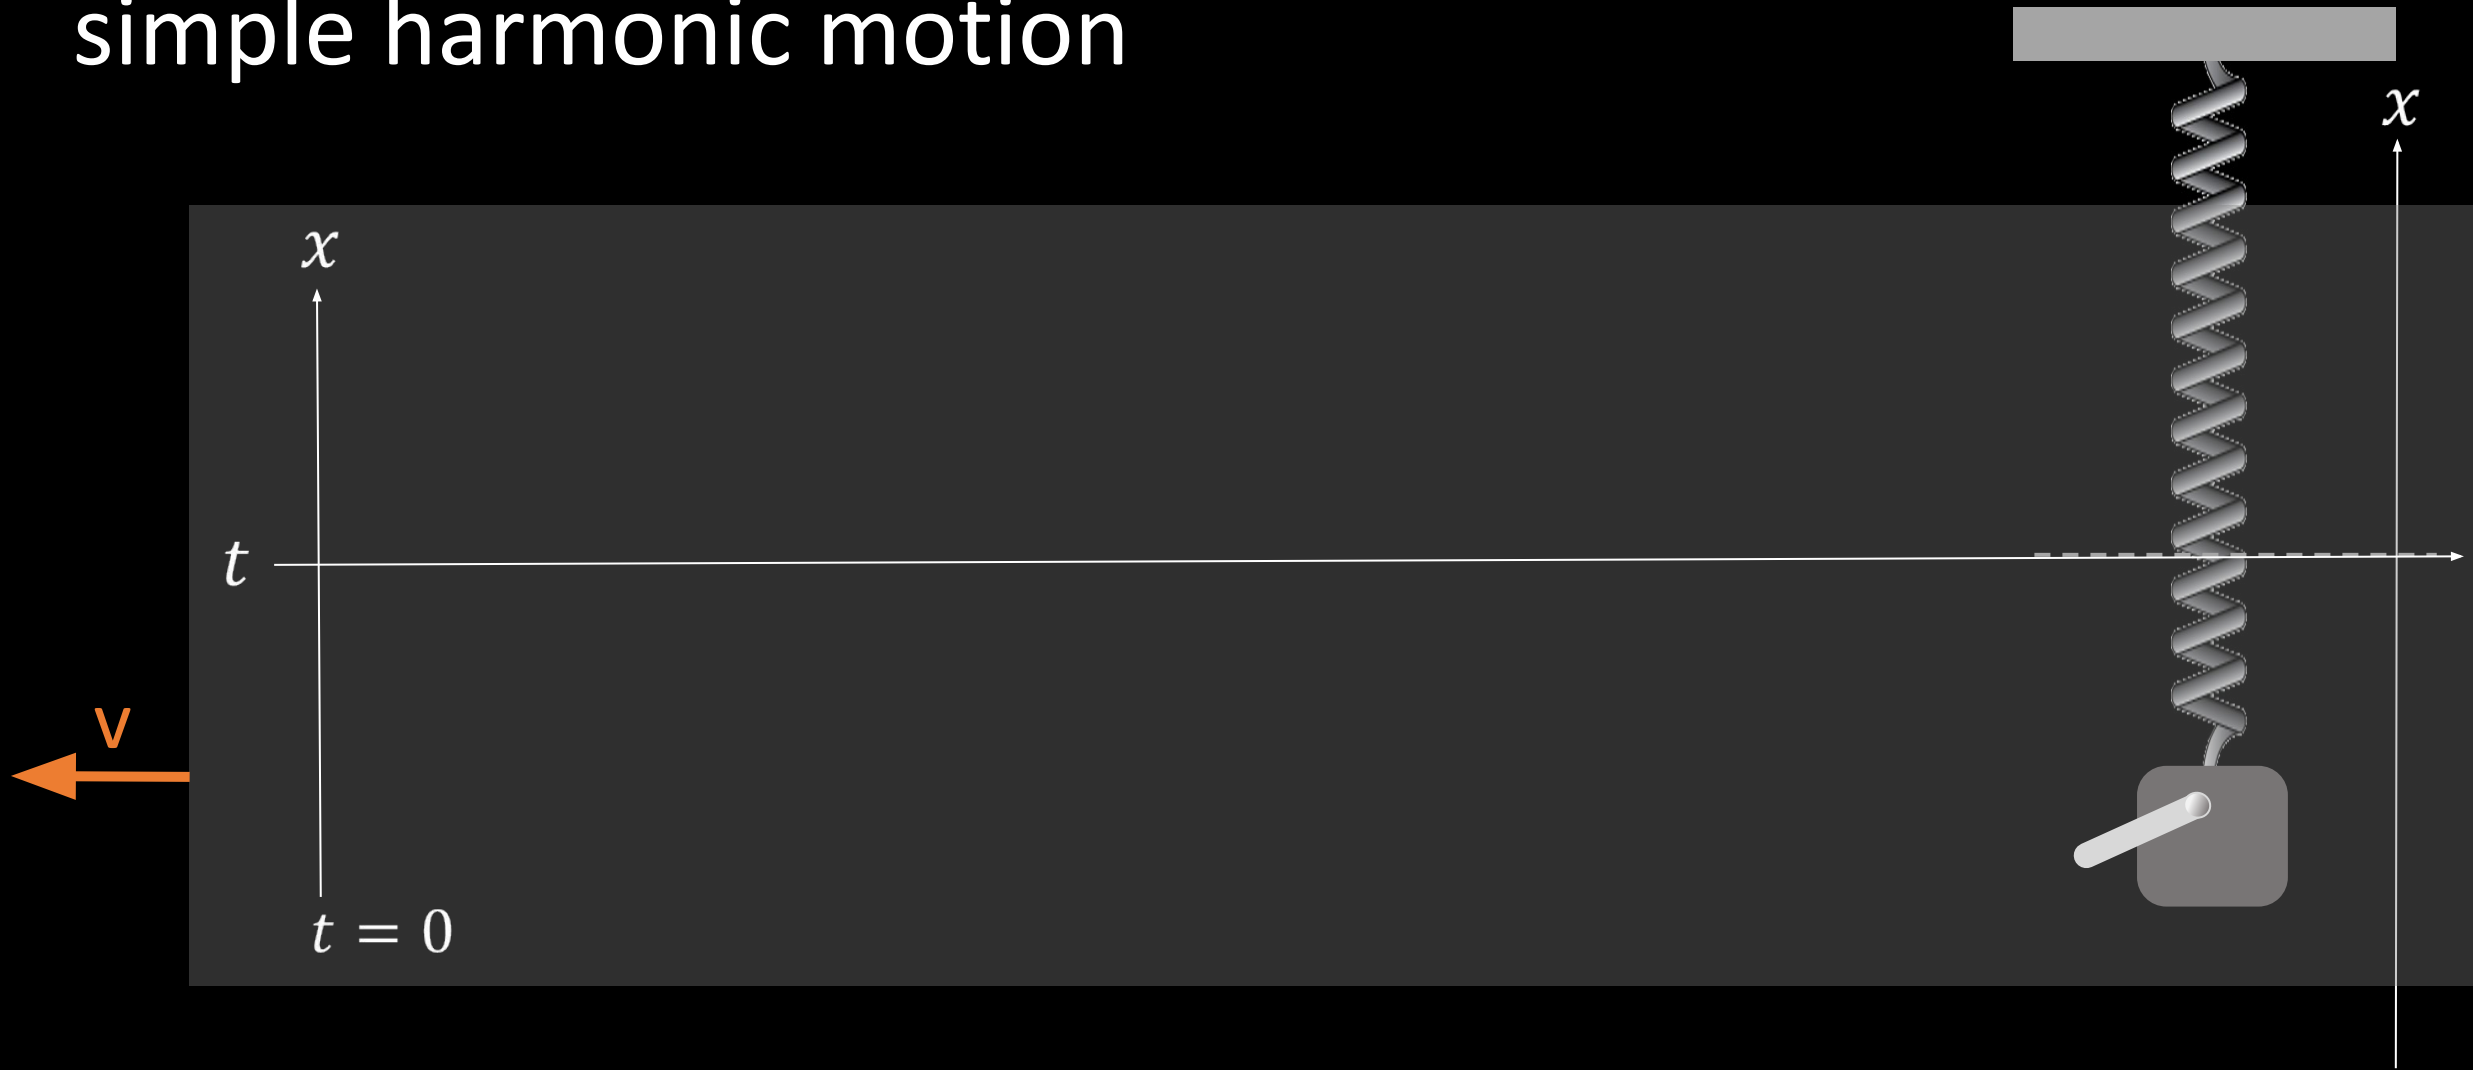 simple harmonic motion
x
x
t
v
t = 0